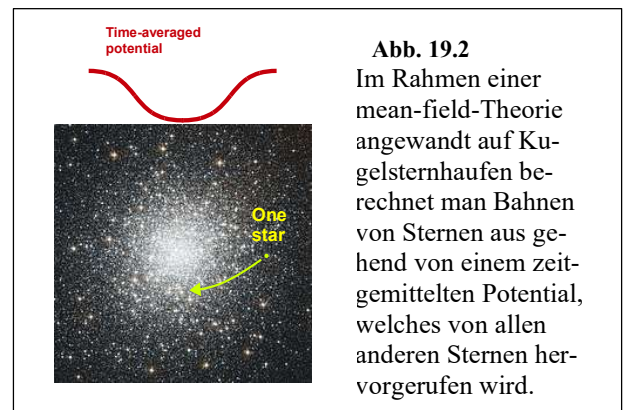 Time-averaged
potential
One
star
Abb. 19.2
Im Rahmen einer
mean-field-Theorie
angewandt auf Ku-
gelsternhaufen be-
rechnet man Bahnen
von Sternen aus ge-
hend von einem zeit-
gemittelten Potential,
welches von allen
anderen Sternen her-
vorgerufen wird.